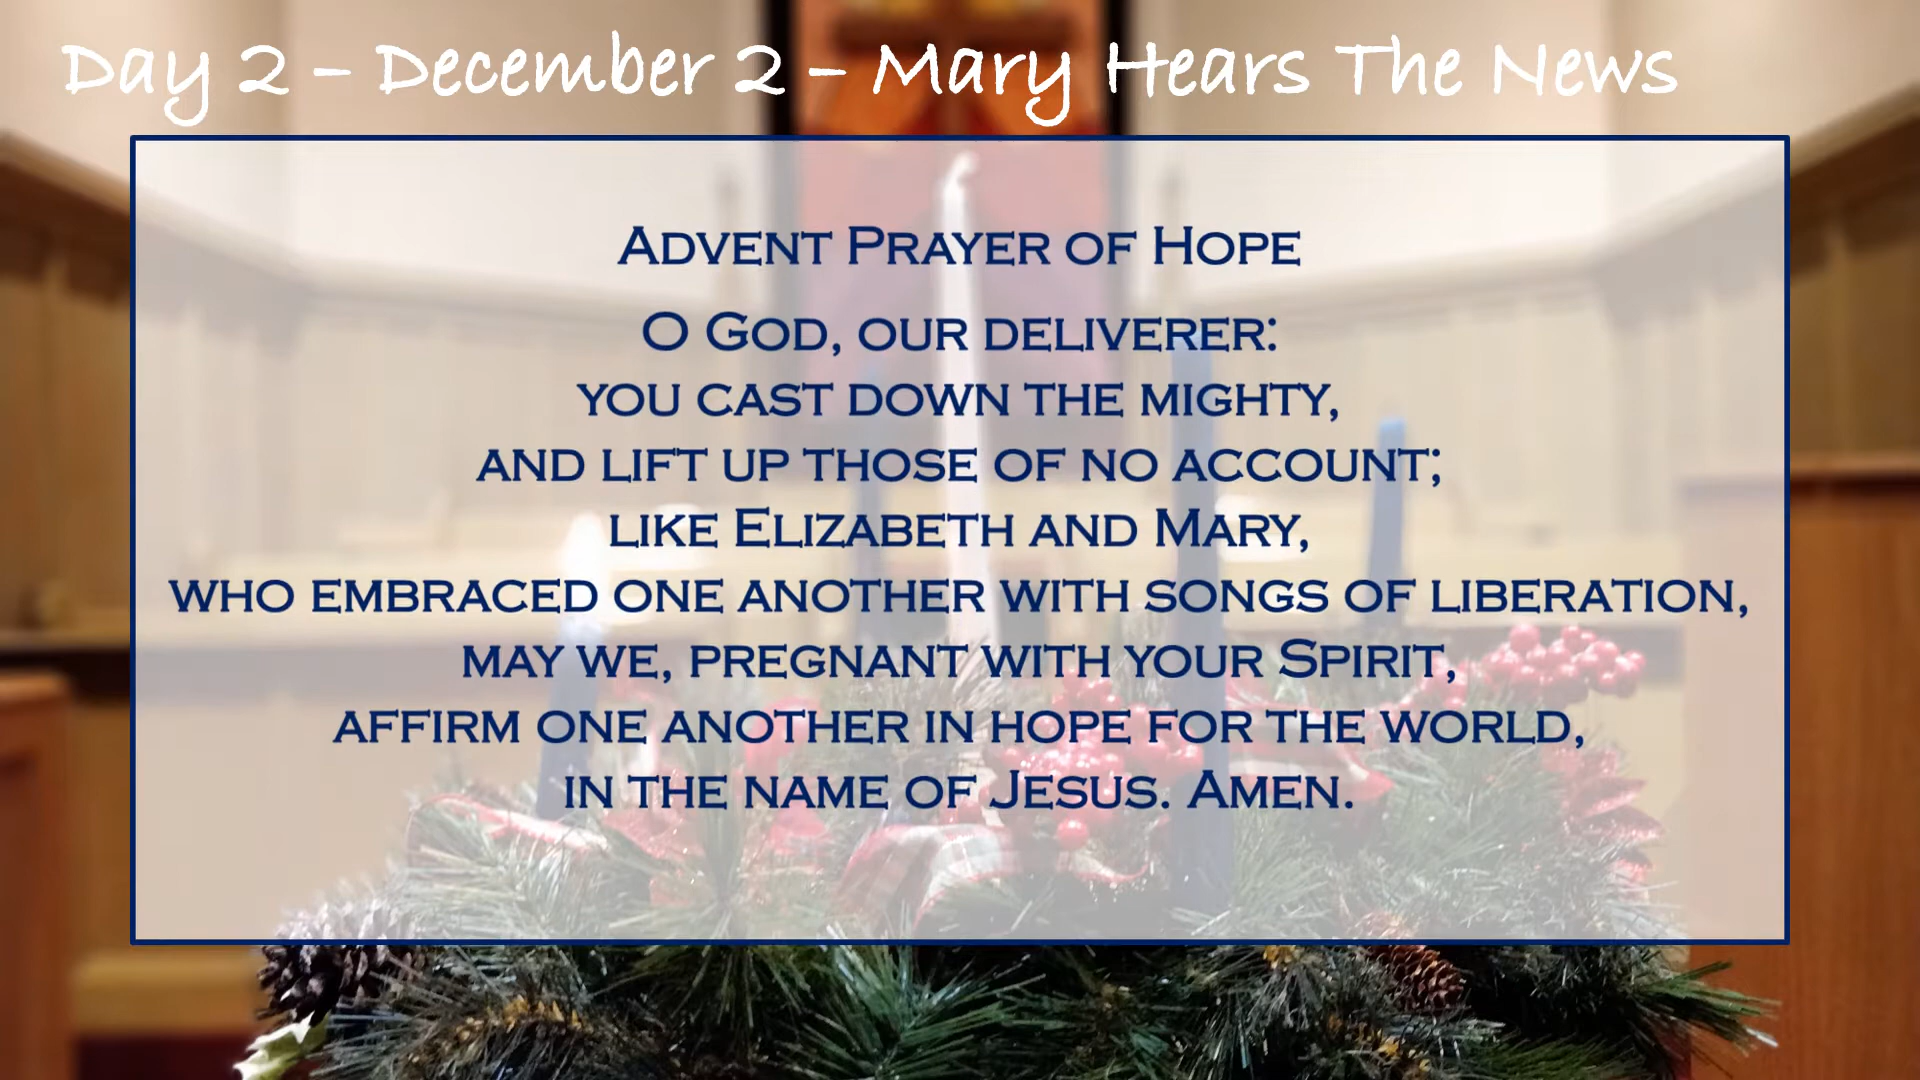 Day 2 – December 2 – Mary Hears The News
Advent Prayer of Hope
O God, our deliverer:
you cast down the mighty,
and lift up those of no account;
like Elizabeth and Mary,
who embraced one another with songs of liberation,
may we, pregnant with your Spirit,
affirm one another in hope for the world,
in the name of Jesus. Amen.